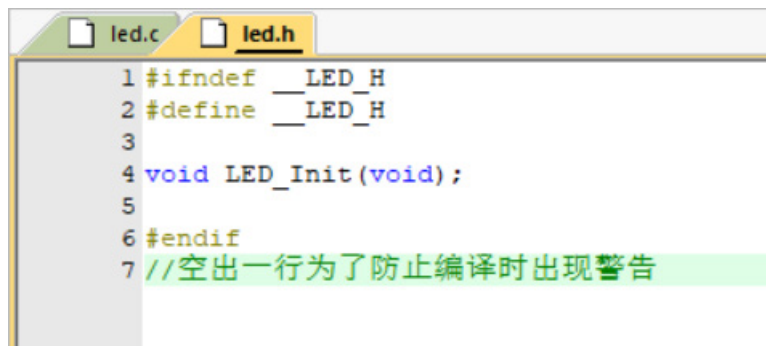 led.c led.h
1 #ifndef __LED_H
2 #define __LED_H
3
4 void LED_Init(void);
5
6 #endif
7 //空出一行为了防止编译时出现警告